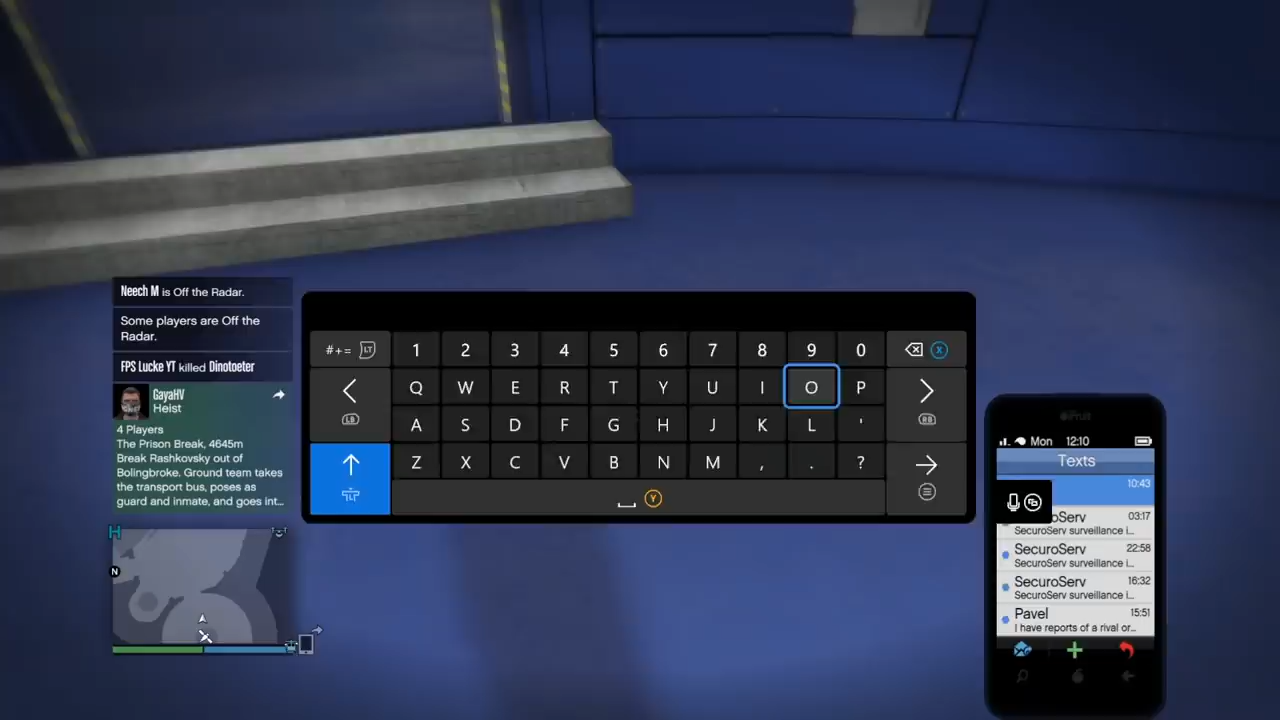 Neech M is Off the Radar.
Some players are Off the
Radar.
FPS Lucke YT killed Dinotoeter
GayaHV
Heist
4 Players
The Prison Break, 4645m
Break Rashkovsky out of
Bolingbroke. Ground team takes
the transport bus, poses as
guard and inmate, and goes int...
H
N
#+= LT 1 2 3 4 5 6 7 8 9 0 X
LB Q W E R T Y U I O P RB
A S D F G H J K L '
Z X C V B N M , . ?
Y
iFruit
Mon 12:10
Texts
10:43
roServ 03:17
SecuroServ surveillance i...
SecuroServ 22:58
SecuroServ surveillance i...
SecuroServ 16:32
SecuroServ surveillance i...
Pavel 15:51
I have reports of a rival or...